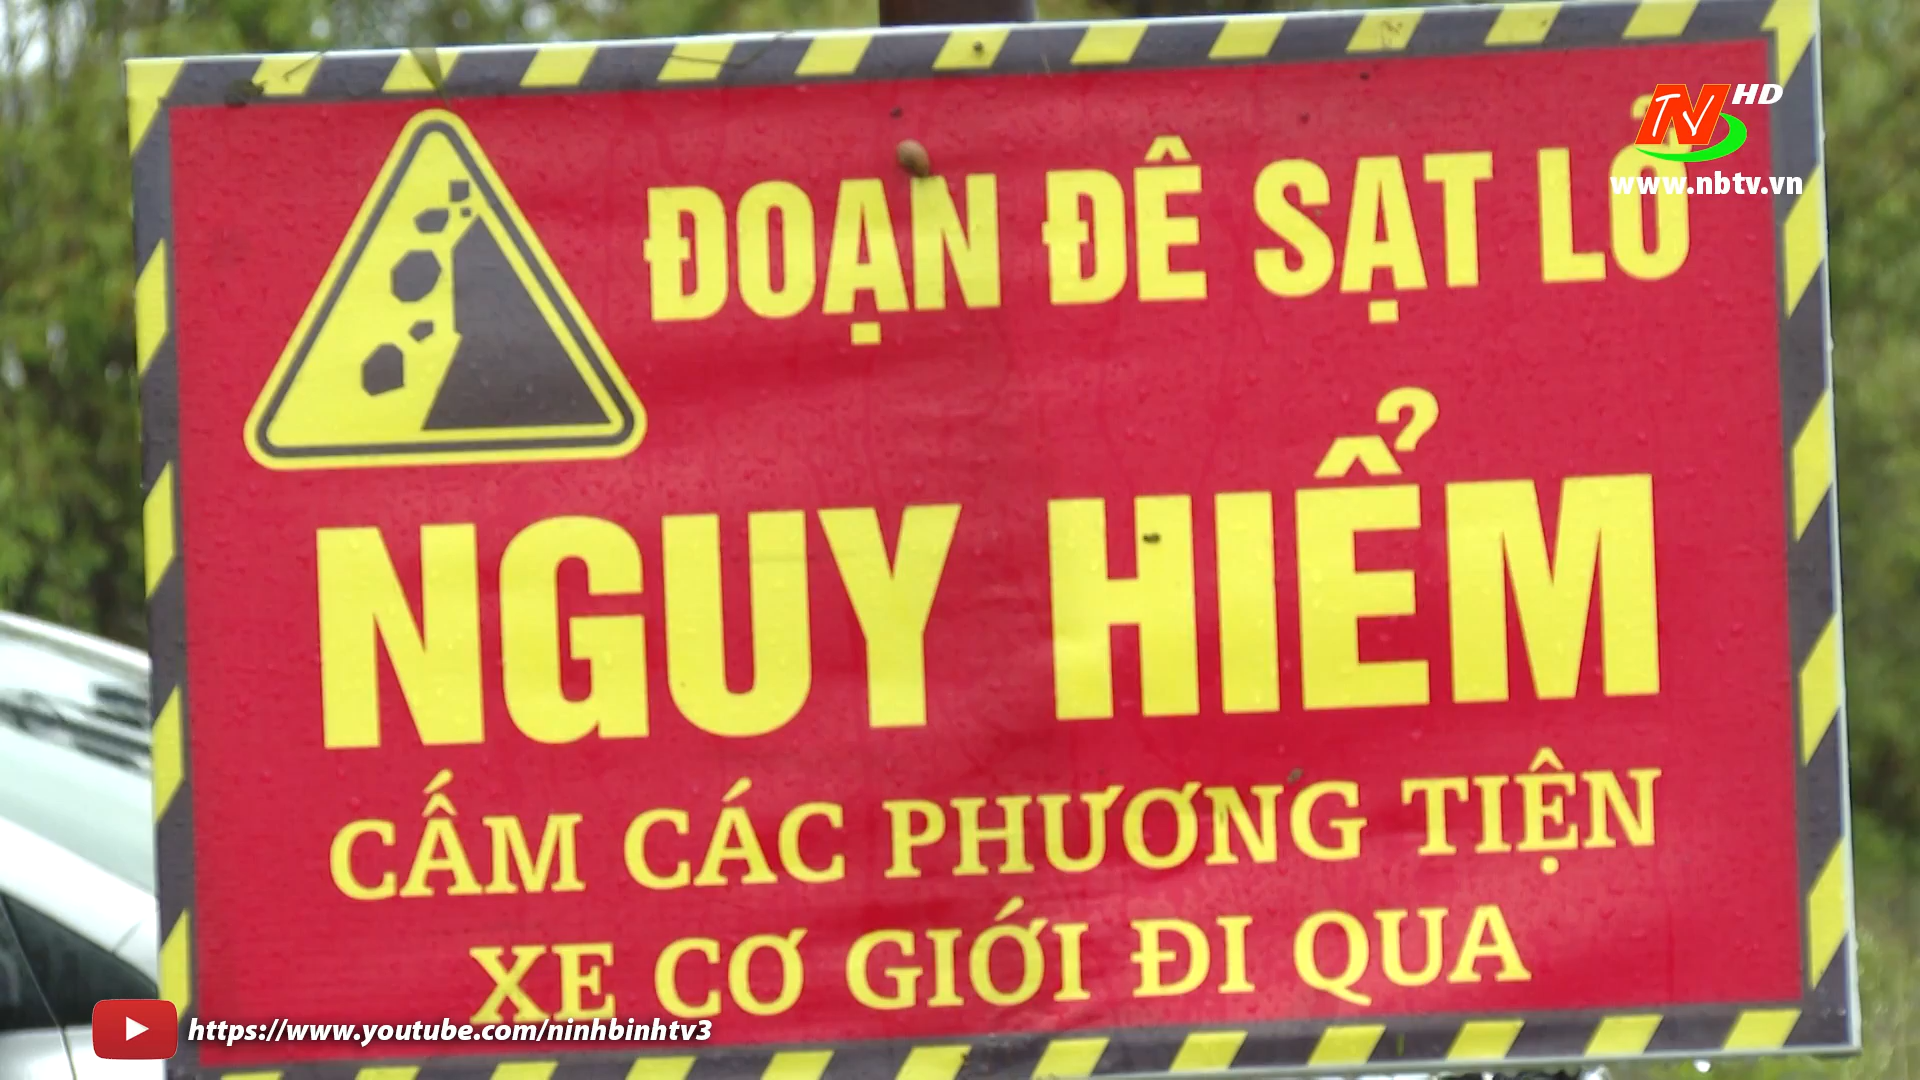 ĐOẠN ĐÊ SẠT LỞ
NGUY HIỂM
CẤM CÁC PHƯƠNG TIỆN
XE CƠ GIỚI ĐI QUA
NTV HD
www.nbtv.vn
https://www.youtube.com/ninhbinhtv3